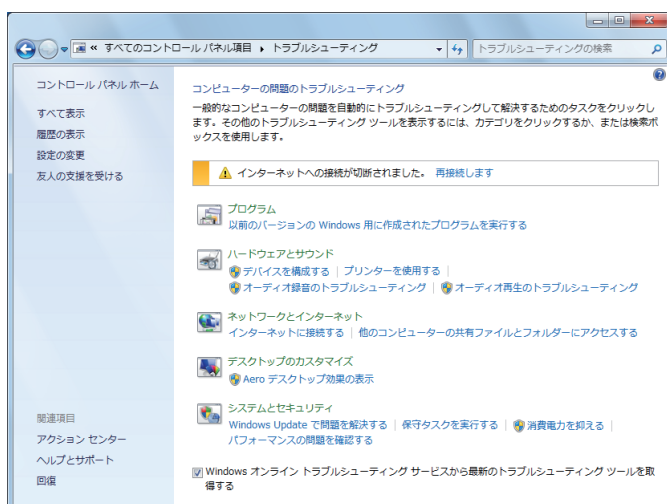 « すべてのコントロール パネル項目 ▸ トラブルシューティング
トラブルシューティングの検索
コントロール パネル ホーム
すべて表示
履歴の表示
設定の変更
友人の支援を受ける
コンピューターの問題のトラブルシューティング
一般的なコンピューターの問題を自動的にトラブルシューティングして解決するためのタスクをクリックし
ます。その他のトラブルシューティング ツールを表示するには、カテゴリをクリックするか、または検索ボ
ックスを使用します。
インターネットへの接続が切断されました。 再接続します
プログラム
以前のバージョンの Windows 用に作成されたプログラムを実行する
ハードウェアとサウンド
デバイスを構成する | プリンターを使用する |
オーディオ録音のトラブルシューティング | オーディオ再生のトラブルシューティング
ネットワークとインターネット
インターネットに接続する | 他のコンピューターの共有ファイルとフォルダーにアクセスする
デスクトップのカスタマイズ
Aero デスクトップ効果の表示
システムとセキュリティ
Windows Update で問題を解決する | 保守タスクを実行する | 消費電力を抑える |
パフォーマンスの問題を確認する
関連項目
アクション センター
ヘルプとサポート
回復
Windows オンライン トラブルシューティング サービスから最新のトラブルシューティング ツールを取
得する